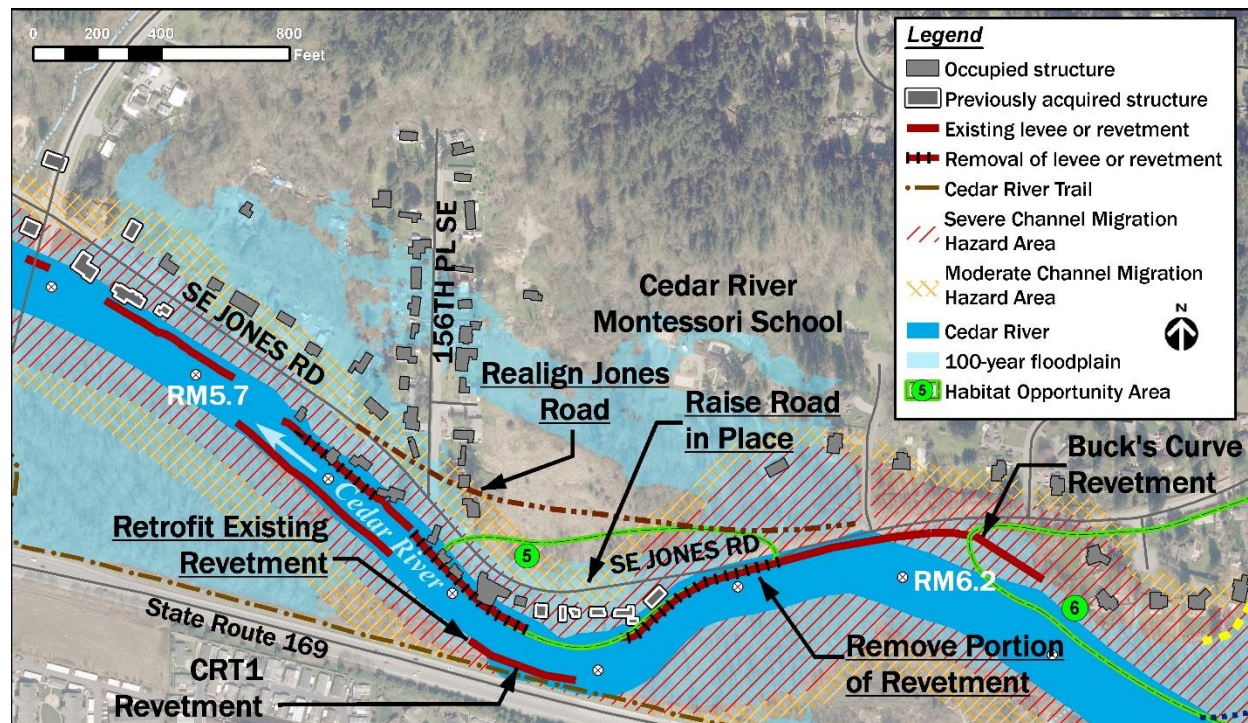 0 200 400 800
Feet
Legend
Occupied structure
Previously acquired structure
Existing levee or revetment
Removal of levee or revetment
Cedar River Trail
Severe Channel Migration
Hazard Area
Moderate Channel Migration
Hazard Area
N
Cedar River
100-year floodplain
5 Habitat Opportunity Area
156TH PL SE
SE JONES RD
Cedar River
Montessori School
Realign Jones
Road
Raise Road
in Place
RM5.7
Buck's Curve
Revetment
Cedar River
Retrofit Existing
Revetment
5
SE JONES RD
RM6.2
6
State Route 169
CRT1
Revetment
Remove Portion
of Revetment